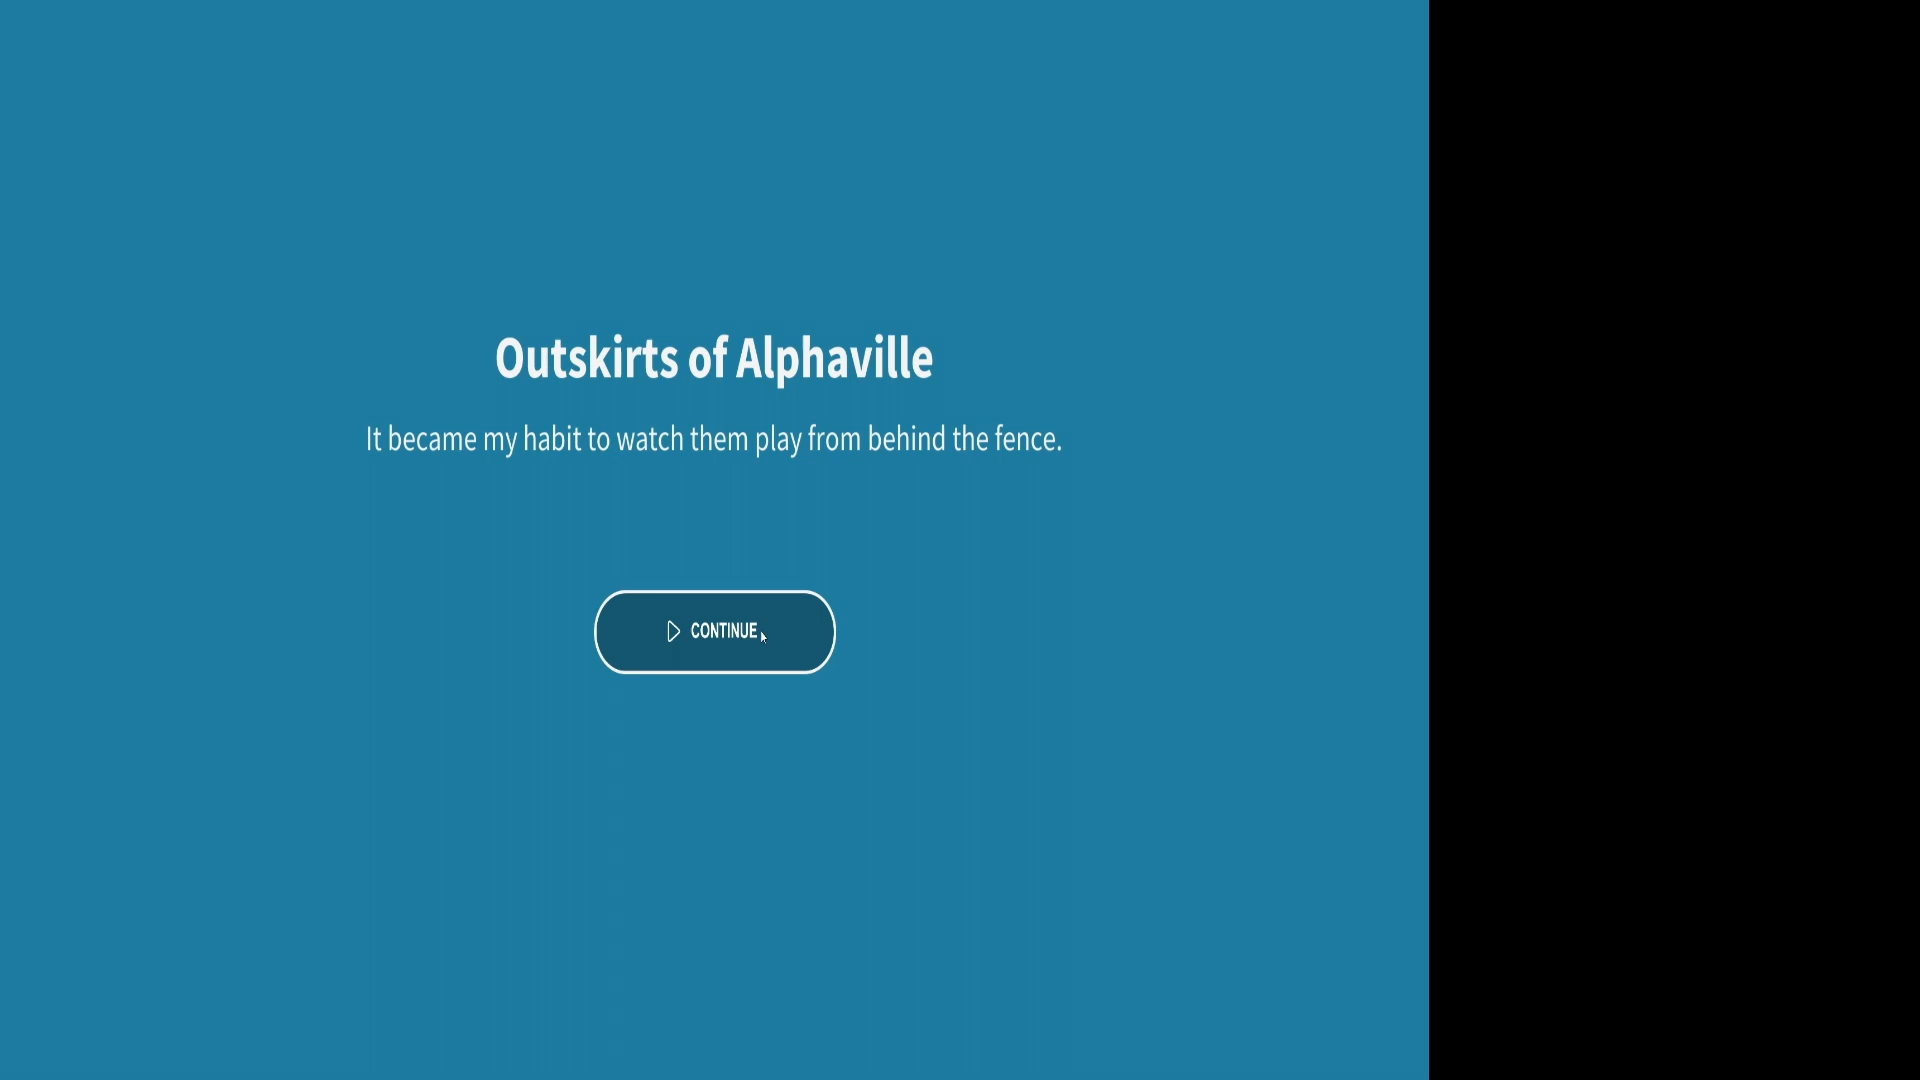 Outskirts of Alphaville
It became my habit to watch them play from behind the fence.
CONTINUE